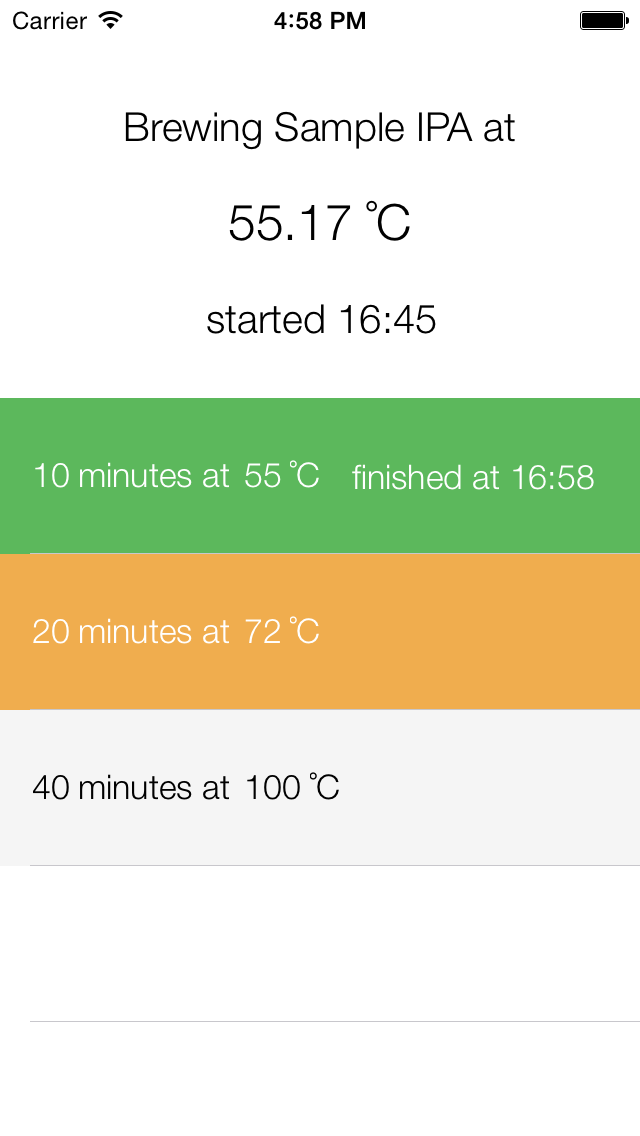 Carrier 4:58 PM
Brewing Sample IPA at
55.17 ℃
started 16:45
10 minutes at 55 ℃ finished at 16:58
20 minutes at 72 ℃
40 minutes at 100 ℃